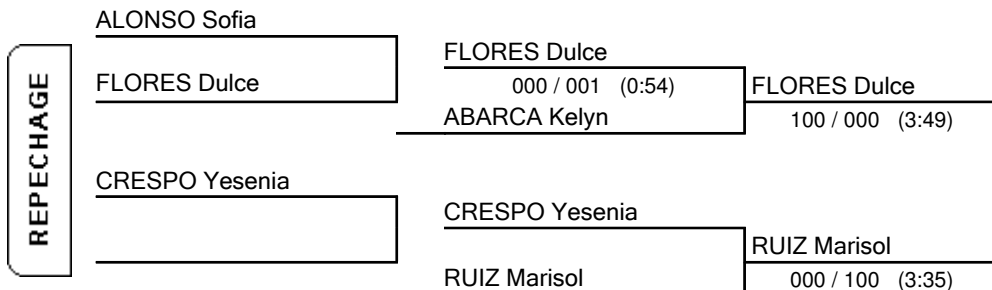 REPECHAGE
ALONSO Sofia
FLORES Dulce
FLORES Dulce
000 / 001 (0:54)
ABARCA Kelyn
FLORES Dulce
100 / 000 (3:49)
CRESPO Yesenia
CRESPO Yesenia
RUIZ Marisol
RUIZ Marisol
000 / 100 (3:35)